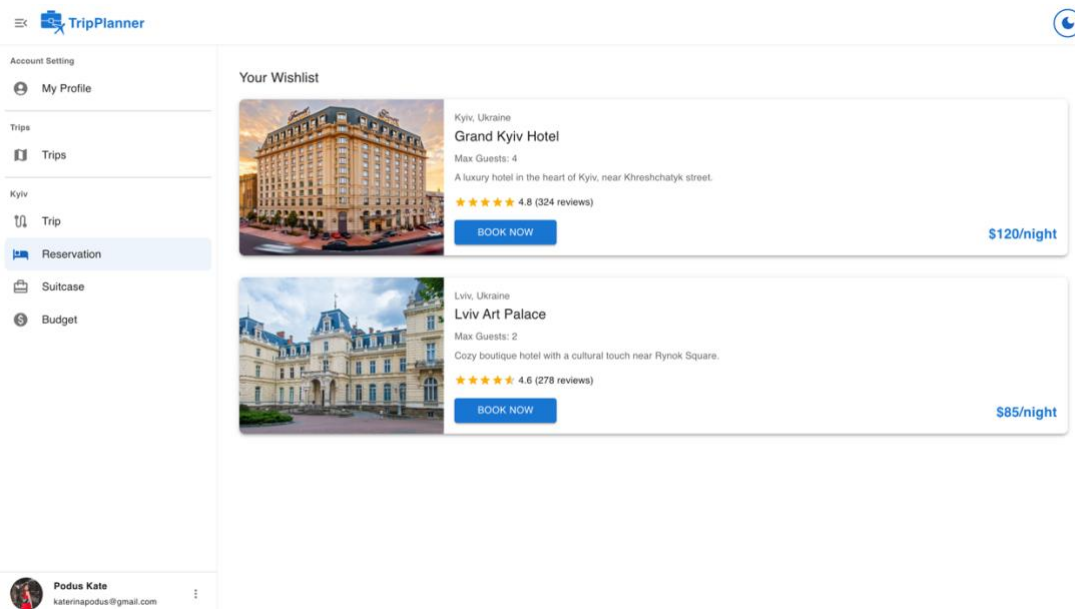 TripPlanner
Account Setting
My Profile
Trips
Trips
Kyiv
Trip
Reservation
Suitcase
Budget
Podus Kate
katerinapodus@gmail.com
Your Wishlist
Kyiv, Ukraine
Grand Kyiv Hotel
Max Guests: 4
A luxury hotel in the heart of Kyiv, near Khreshchatyk street.
4.8 (324 reviews)
BOOK NOW
$120/night
Lviv, Ukraine
Lviv Art Palace
Max Guests: 2
Cozy boutique hotel with a cultural touch near Rynok Square.
4.6 (278 reviews)
BOOK NOW
$85/night